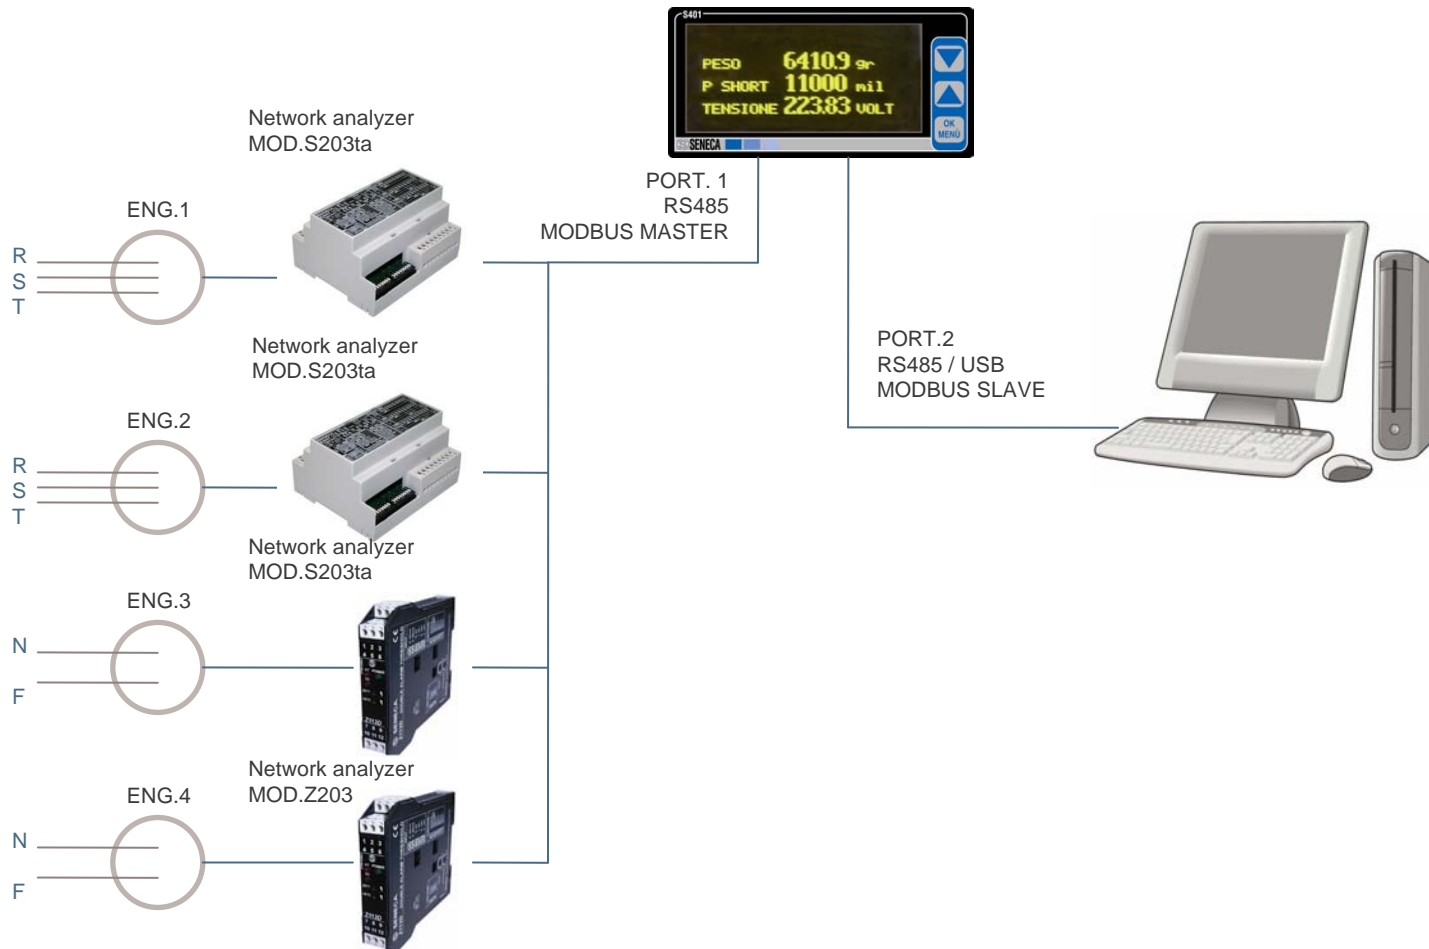 S401
PESO 6410.9 gr
P SHORT 11000 mil
TENSIONE 223.83 VOLT
OK
MENÙ
SENECA
Network analyzer
MOD.S203ta
PORT. 1
RS485
MODBUS MASTER
ENG.1
R
S
T
Network analyzer
MOD.S203ta
PORT.2
RS485 / USB
MODBUS SLAVE
ENG.2
R
S
T
Network analyzer
MOD.S203ta
ENG.3
N
F
Network analyzer
MOD.Z203
ENG.4
N
F